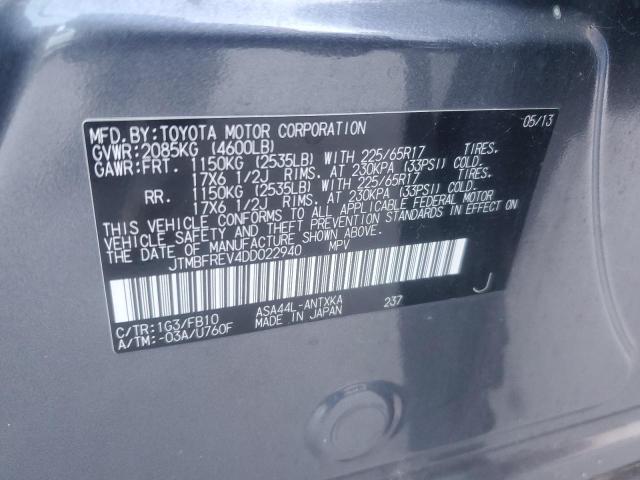 MFD.BY:TOYOTA MOTOR CORPORATION 05/13
GVWR:2085KG (4600LB)
GAWR:FRT. 1150KG (2535LB) WITH 225/65R17 TIRES.
17X6 1/2J RIMS. AT 230KPA (33PSI) COLD.
RR. 1150KG (2535LB) WITH 225/65R17 TIRES.
17X6 1/2J RIMS. AT 230KPA (33PSI) COLD.
THIS VEHICLE CONFORMS TO ALL APPLICABLE FEDERAL MOTOR
VEHICLE SAFETY AND THEFT PREVENTION STANDARDS IN EFFECT ON
THE DATE OF MANUFACTURE SHOWN ABOVE.
JTMBFREV4DD022940 MPV
J
C/TR:1G3/FB10 ASA44L-ANTXKA 237
A/TM:-03A/U760F MADE IN JAPAN